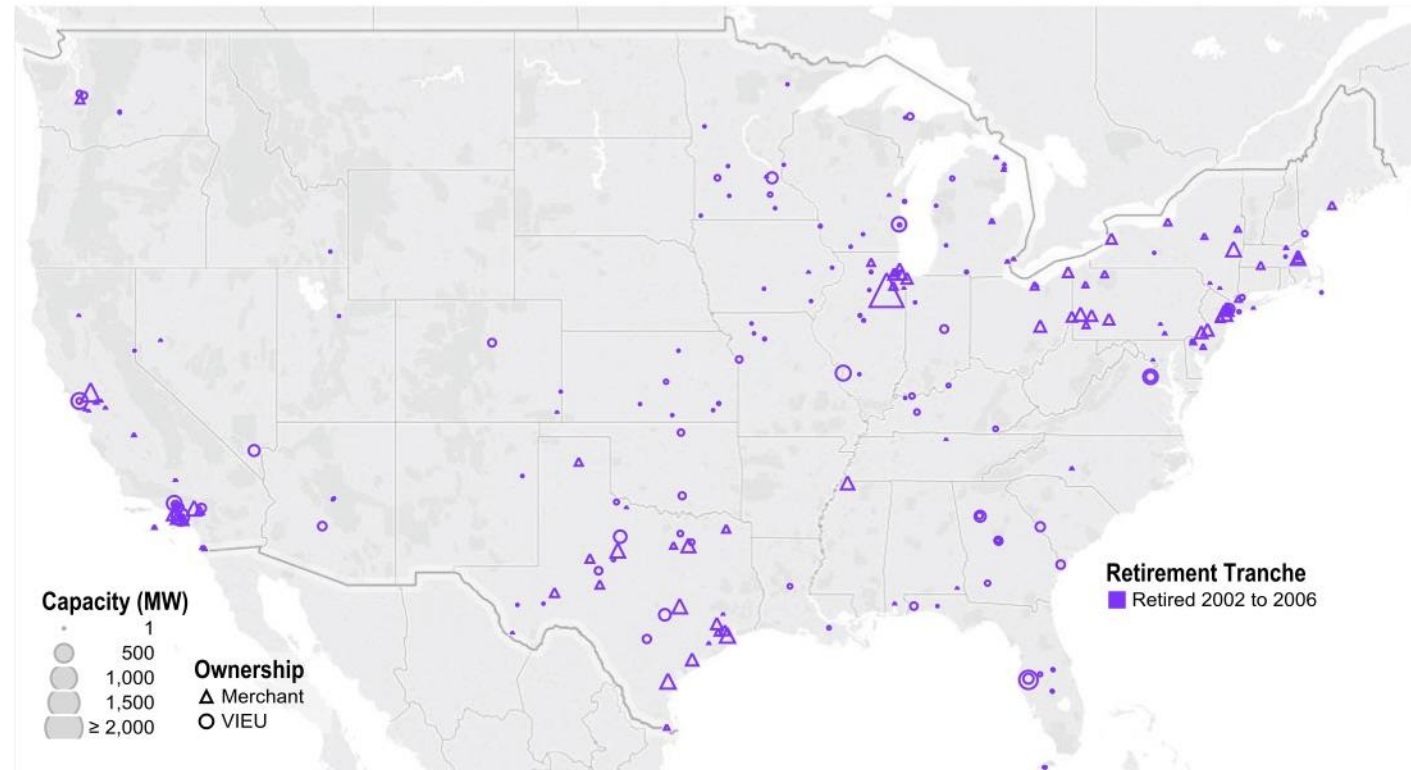 Capacity (MW)
1
500
1,000
1,500
≥ 2,000
Ownership
Merchant
VIEU
Retirement Tranche
Retired 2002 to 2006